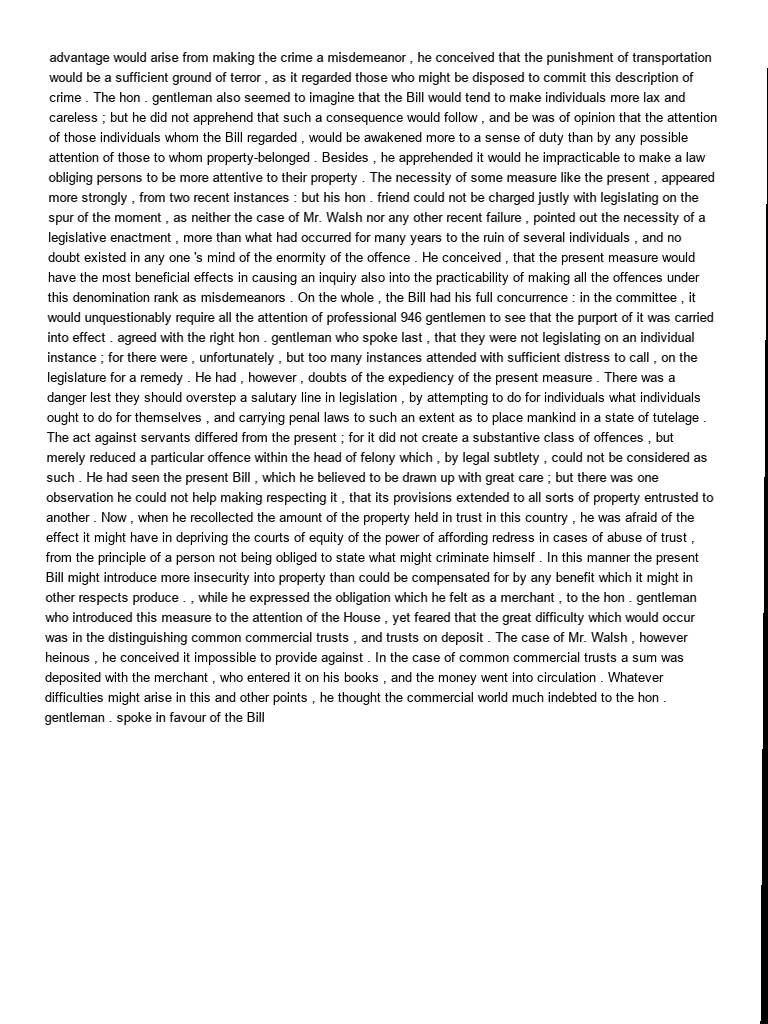 advantage would arise from making the crime a misdemeanor , he conceived that the punishment of transportation
would be a sufficient ground of terror , as it regarded those who might be disposed to commit this description of
crime . The hon . gentleman also seemed to imagine that the Bill would tend to make individuals more lax and
careless ; but he did not apprehend that such a consequence would follow , and be was of opinion that the attention
of those individuals whom the Bill regarded , would be awakened more to a sense of duty than by any possible
attention of those to whom property-belonged . Besides , he apprehended it would he impracticable to make a law
obliging persons to be more attentive to their property . The necessity of some measure like the present , appeared
more strongly , from two recent instances : but his hon . friend could not be charged justly with legislating on the
spur of the moment , as neither the case of Mr. Walsh nor any other recent failure , pointed out the necessity of a
legislative enactment , more than what had occurred for many years to the ruin of several individuals , and no
doubt existed in any one 's mind of the enormity of the offence . He conceived , that the present measure would
have the most beneficial effects in causing an inquiry also into the practicability of making all the offences under
this denomination rank as misdemeanors . On the whole , the Bill had his full concurrence : in the committee , it
would unquestionably require all the attention of professional 946 gentlemen to see that the purport of it was carried
into effect . agreed with the right hon . gentleman who spoke last , that they were not legislating on an individual
instance ; for there were , unfortunately , but too many instances attended with sufficient distress to call , on the
legislature for a remedy . He had , however , doubts of the expediency of the present measure . There was a
danger lest they should overstep a salutary line in legislation , by attempting to do for individuals what individuals
ought to do for themselves , and carrying penal laws to such an extent as to place mankind in a state of tutelage .
The act against servants differed from the present ; for it did not create a substantive class of offences , but
merely reduced a particular offence within the head of felony which , by legal subtlety , could not be considered as
such . He had seen the present Bill , which he believed to be drawn up with great care ; but there was one
observation he could not help making respecting it , that its provisions extended to all sorts of property entrusted to
another . Now , when he recollected the amount of the property held in trust in this country , he was afraid of the
effect it might have in depriving the courts of equity of the power of affording redress in cases of abuse of trust ,
from the principle of a person not being obliged to state what might criminate himself . In this manner the present
Bill might introduce more insecurity into property than could be compensated for by any benefit which it might in
other respects produce . , while he expressed the obligation which he felt as a merchant , to the hon . gentleman
who introduced this measure to the attention of the House , yet feared that the great difficulty which would occur
was in the distinguishing common commercial trusts , and trusts on deposit . The case of Mr. Walsh , however
heinous , he conceived it impossible to provide against . In the case of common commercial trusts a sum was
deposited with the merchant , who entered it on his books , and the money went into circulation . Whatever
difficulties might arise in this and other points , he thought the commercial world much indebted to the hon .
gentleman . spoke in favour of the Bill